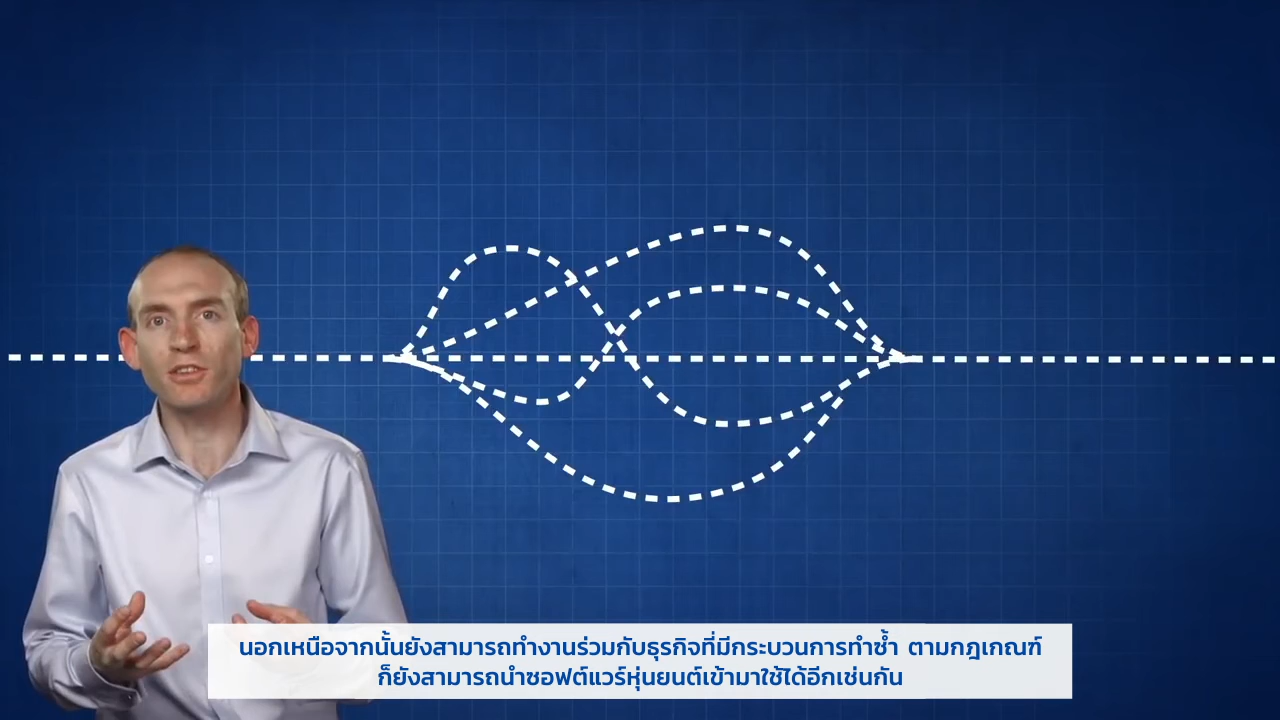 นอกเหนือจากนั้นยังสามารถทำงานร่วมกับธุรกิจที่มีกระบวนการทำซ้ำ ตามกฎเกณฑ์
ก็ยังสามารถนำซอฟต์แวร์หุ่นยนต์เข้ามาใช้ได้อีกเช่นกัน